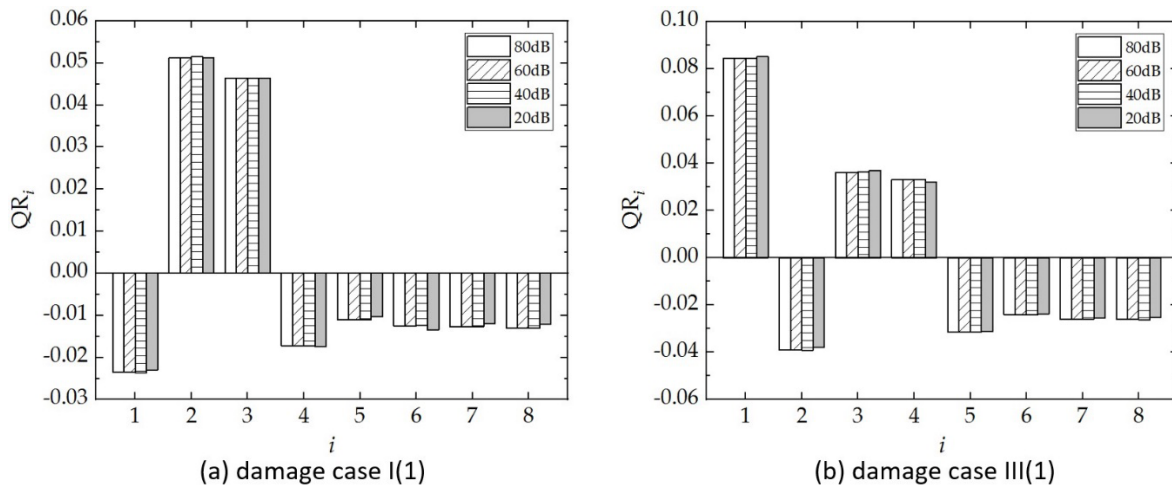 0.06
0.05
0.04
0.03
0.02
0.01
0.00
-0.01
-0.02
-0.03
QRi
80dB
60dB
40dB
20dB
1 2 3 4 5 6 7 8
i
(a) damage case I(1)
0.10
0.08
0.06
0.04
0.02
0.00
-0.02
-0.04
-0.06
QRi
80dB
60dB
40dB
20dB
1 2 3 4 5 6 7 8
i
(b) damage case III(1)